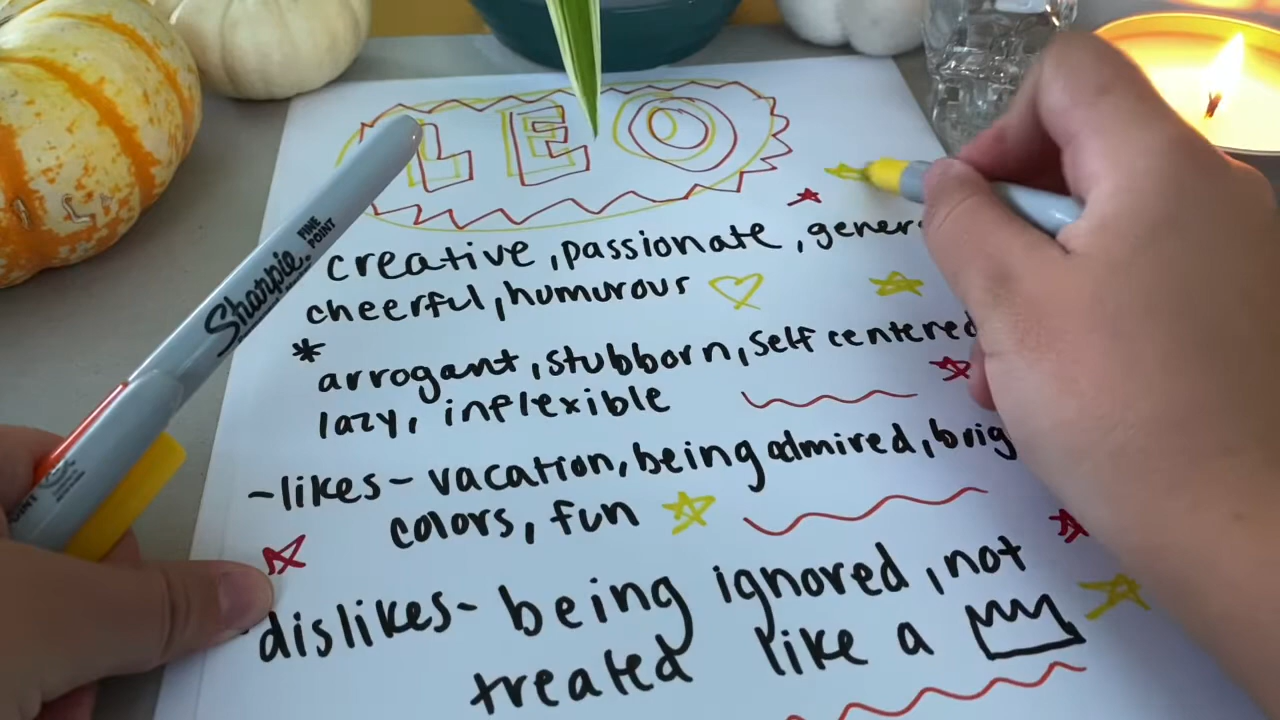 LEO
creative, passionate, gener
cheerful, humurous
* arrogant, stubborn, self centered
lazy, inflexible
-likes- vacation, being admired, brig
colors, fun
dislikes- being ignored, not
treated like a
Sharpie
FINE
POINT